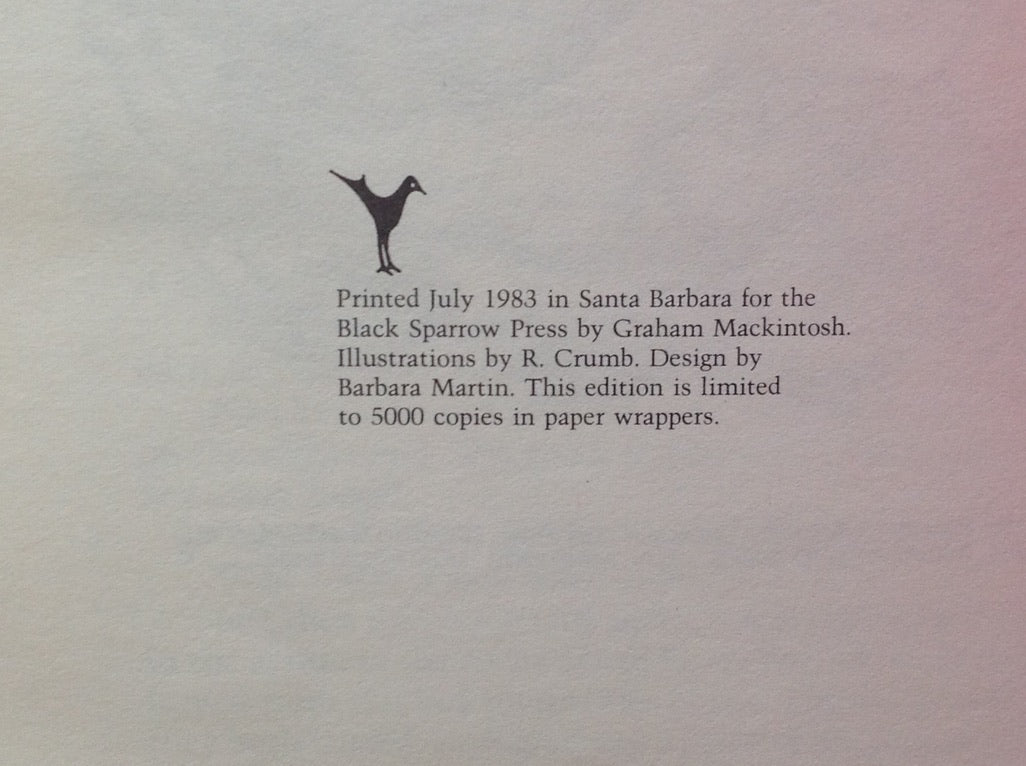 Printed July 1983 in Santa Barbara for the
Black Sparrow Press by Graham Mackintosh.
Illustrations by R. Crumb. Design by
Barbara Martin. This edition is limited
to 5000 copies in paper wrappers.